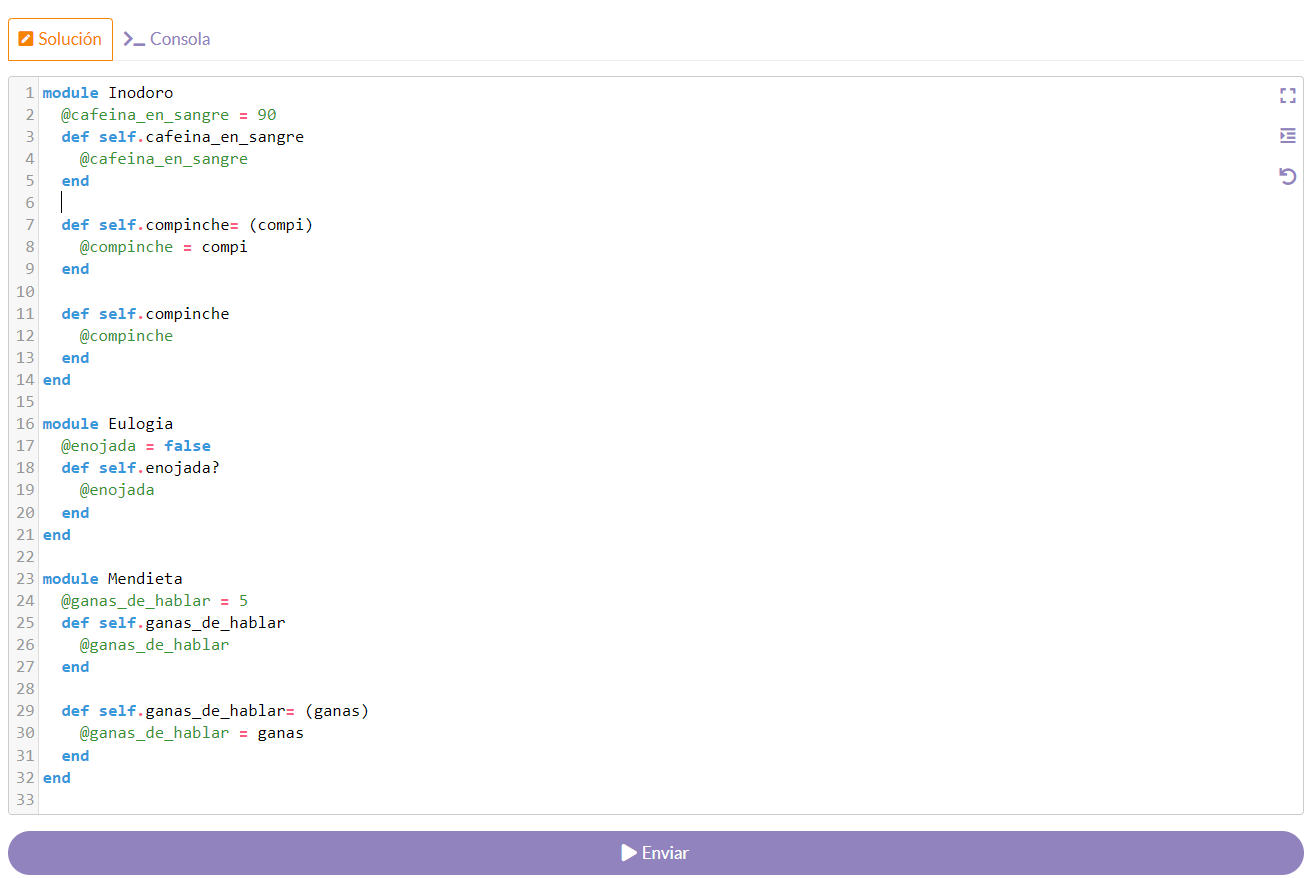 Solución
Consola
1 module Inodoro
2   @cafeina_en_sangre = 90
3   def self.cafeina_en_sangre
4     @cafeina_en_sangre
5   end
6
7   def self.compinche= (compi)
8     @compinche = compi
9   end
10
11   def self.compinche
12     @compinche
13   end
14 end
15
16 module Eulogia
17   @enojada = false
18   def self.enojada?
19     @enojada
20   end
21 end
22
23 module Mendieta
24   @ganas_de_hablar = 5
25   def self.ganas_de_hablar
26     @ganas_de_hablar
27   end
28
29   def self.ganas_de_hablar= (ganas)
30     @ganas_de_hablar = ganas
31   end
32 end
33
Enviar